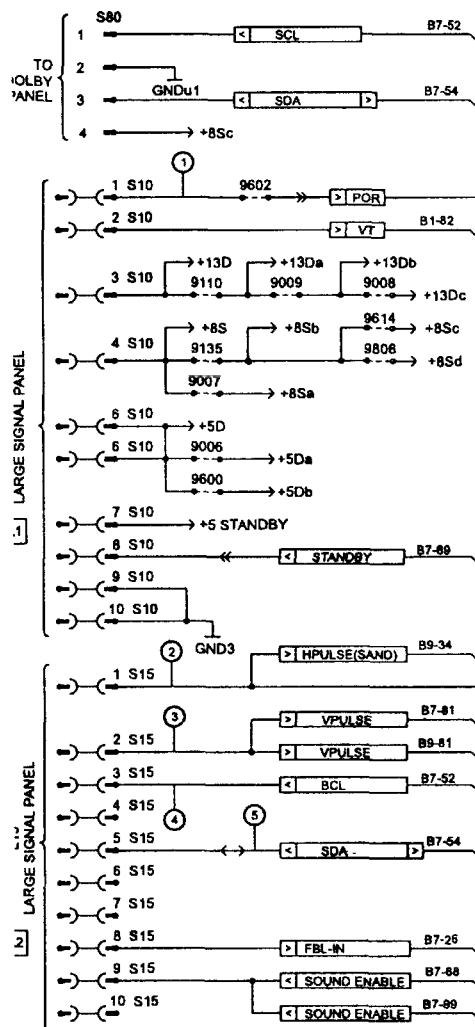 S80
1 < SCL B7-52
TO
2
OLBY
GNDu1
PANEL
3 < SDA > B7-54
4 +8Sc
1
1 S10 9602 > POR
2 S10 > VT B1-82
+13D +13Da +13Db
3 S10 9110 9009 9008 +13Dc
+8S +8Sb 9614 +8Sc
4 S10 9135 9806 +8Sd
9007 +8Sa
6 S10 +5D
6 S10 9006 +5Da
9600 +5Db
7 S10 +5 STANDBY
8 S10 < STANDBY B7-89
9 S10
10 S10
GND3
LARGE SIGNAL PANEL
2 > HPULSE(SAND) B9-34
1 S15
3 > VPULSE B7-81
2 S15 > VPULSE B9-81
3 S15 < BCL B7-52
4 S15 4
5 S15 5 < SDA - > B7-54
6 S15
7 S15
8 S15 > FBL-IN B7-26
9 S15 < SOUND ENABLE B7-88
10 S15 < SOUND ENABLE B7-89
LARGE SIGNAL PANEL
2